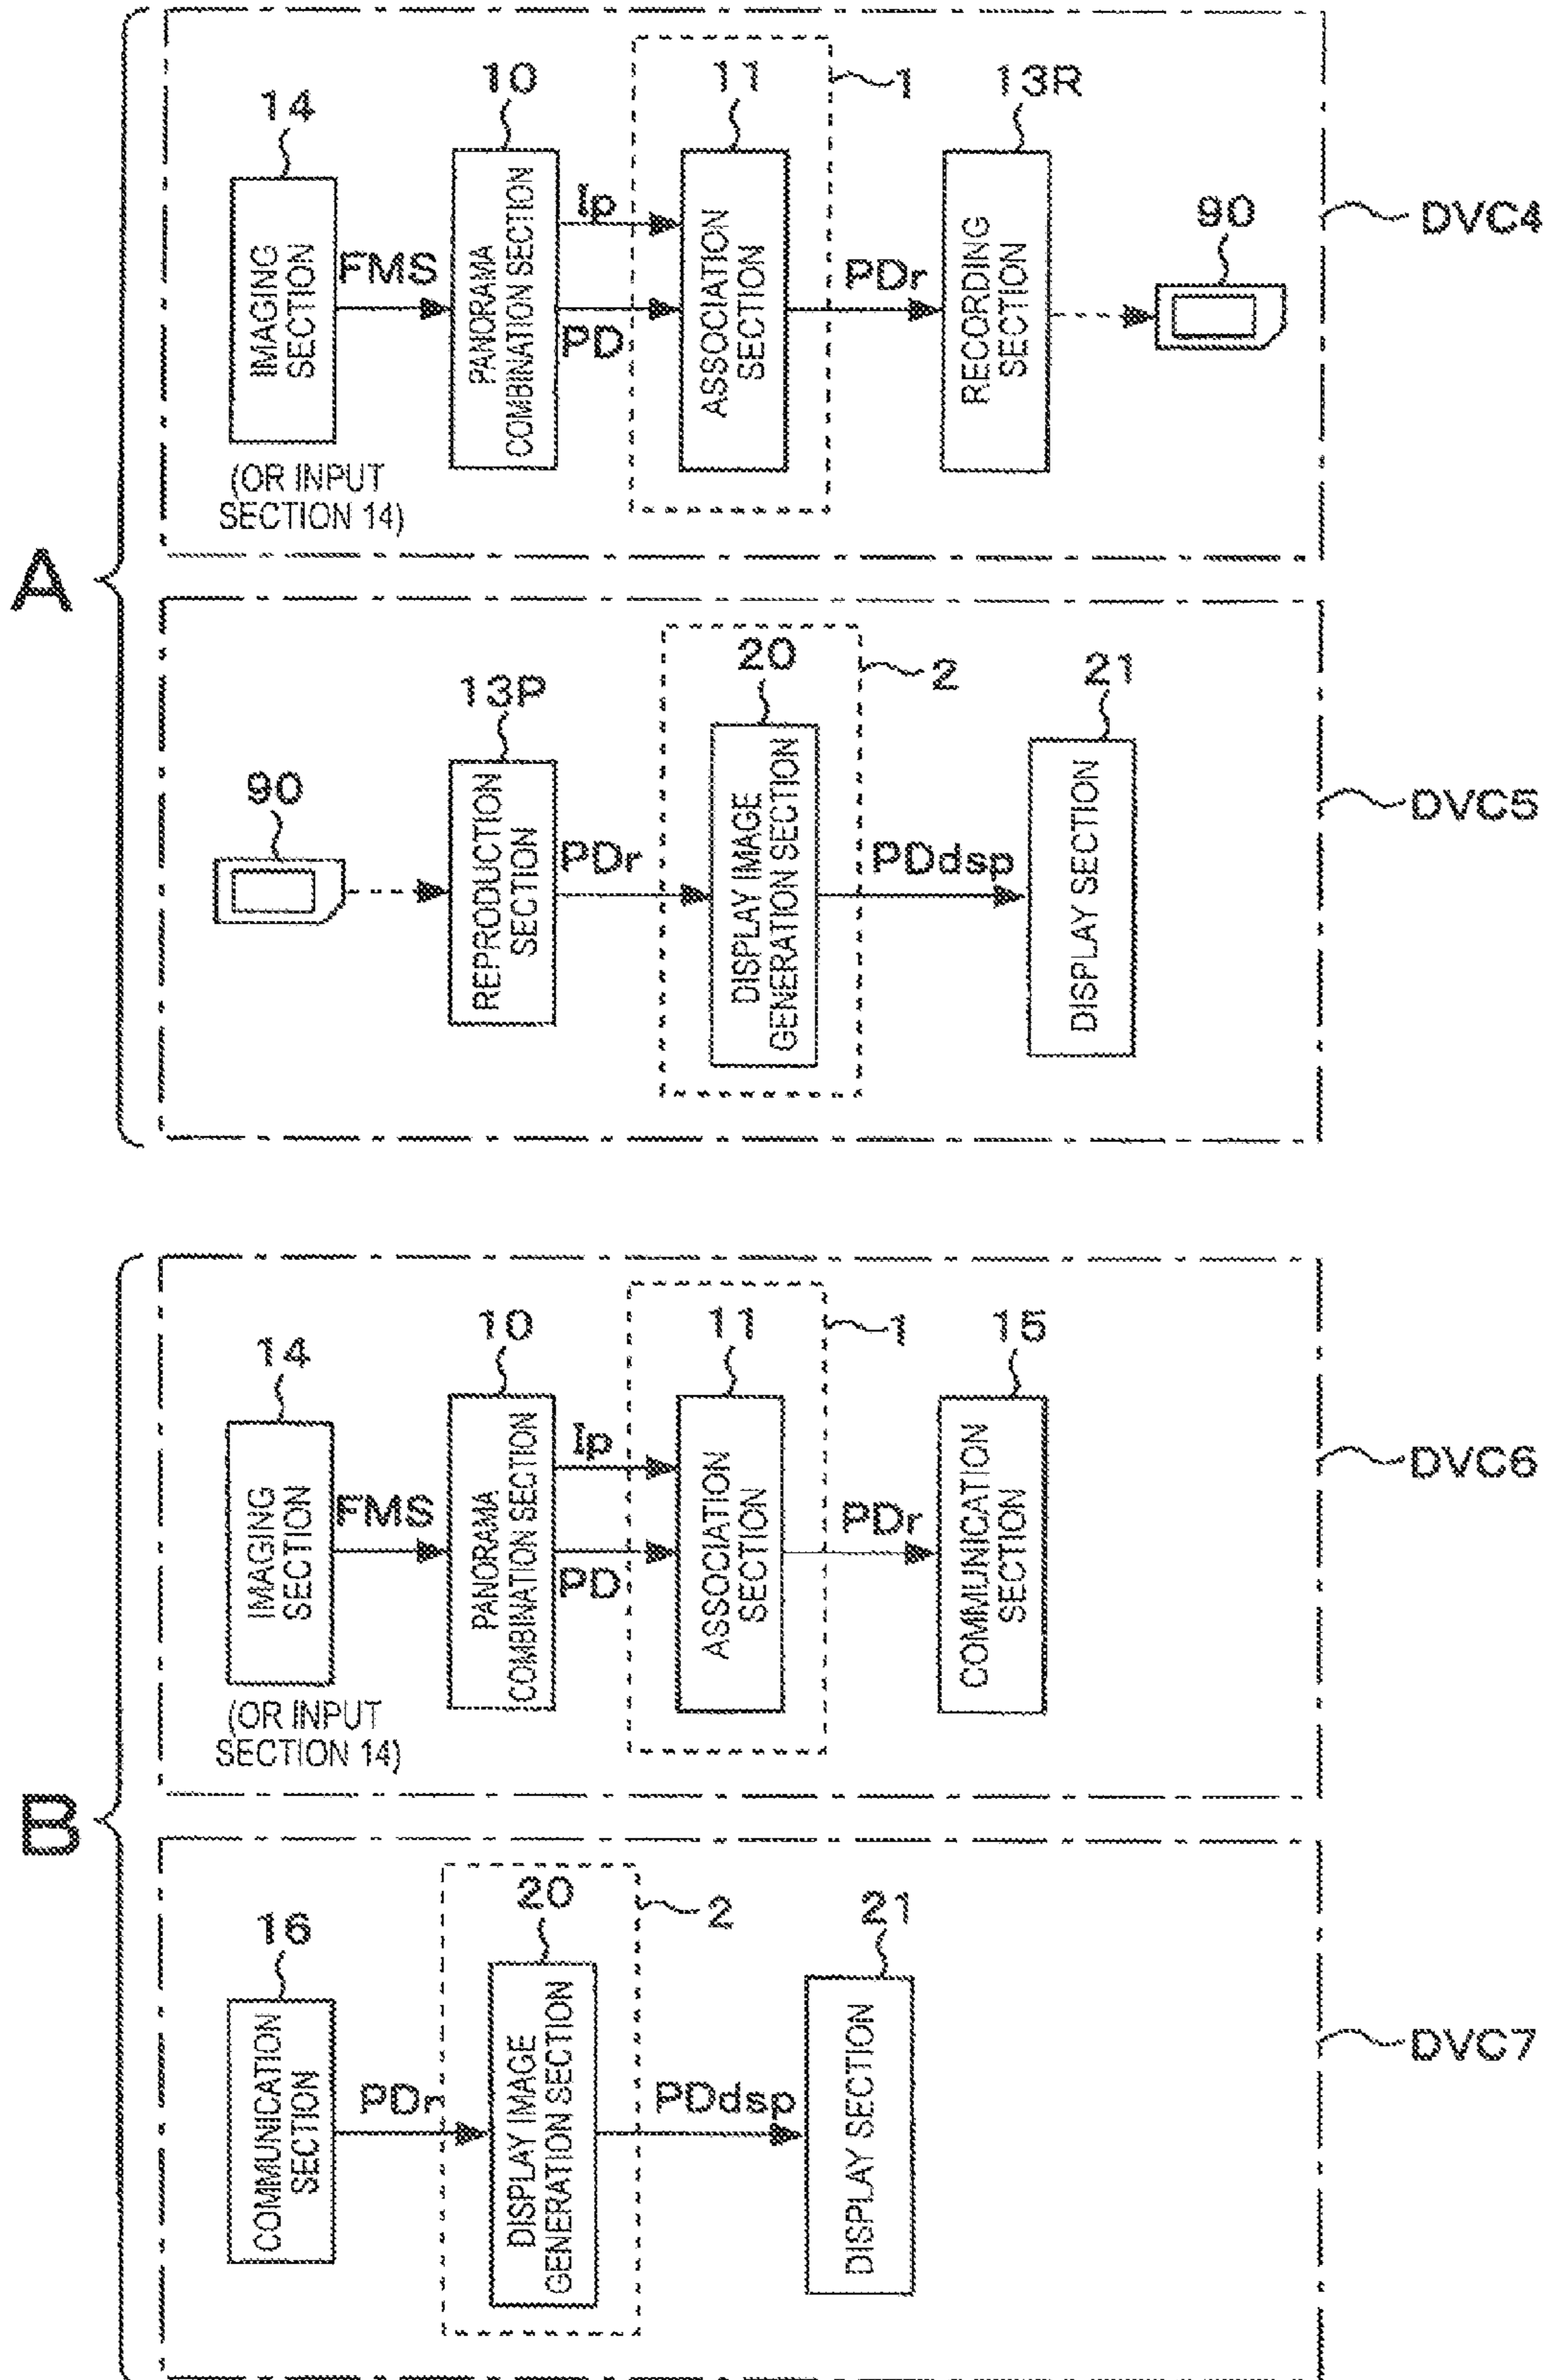 A
14
IMAGING
SECTION
(OR INPUT
SECTION 14)
FMS
10
PANORAMA
COMBINATION SECTION
Ip
PD
11
ASSOCIATION
SECTION
1
PDr
13R
RECORDING
SECTION
90
DVC4
90
13P
REPRODUCTION
SECTION
PDr
20
DISPLAY IMAGE
GENERATION SECTION
2
PDdsp
21
DISPLAY SECTION
DVC5
B
14
IMAGING
SECTION
(OR INPUT
SECTION 14)
FMS
10
PANORAMA
COMBINATION SECTION
Ip
PD
11
ASSOCIATION
SECTION
1
PDr
15
COMMUNICATION
SECTION
DVC6
16
COMMUNICATION
SECTION
PDr
20
DISPLAY IMAGE
GENERATION SECTION
2
PDdsp
21
DISPLAY SECTION
DVC7